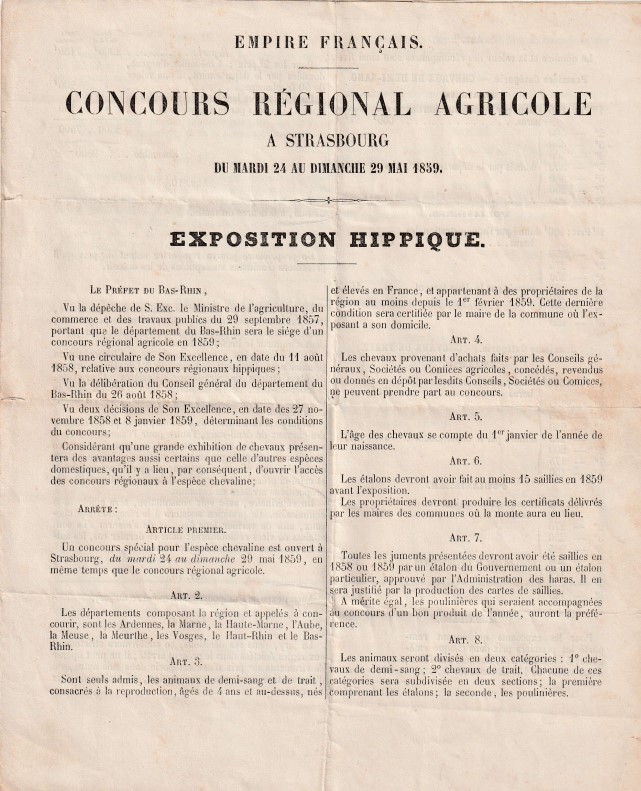 EMPIRE FRANÇAIS.
CONCOURS RÉGIONAL AGRICOLE
A STRASBOURG
DU MARDI 24 AU DIMANCHE 29 MAI 1859.
EXPOSITION HIPPIQUE.
LE PRÉFET DU BAS-RHIN,
Vu la dépêche de S. Exc. le Ministre de l'agriculture, du
commerce et des travaux publics du 29 septembre 1857,
portant que le département du Bas-Rhin sera le siége d'un
concours régional agricole en 1859;
Vu une circulaire de Son Excellence, en date du 11 août
1858, relative aux concours régionaux hippiques;
Vu la délibération du Conseil général du département du
Bas-Rhin du 26 août 1858;
Vu deux décisions de Son Excellence, en date des 27 no-
vembre 1858 et 8 janvier 1859, déterminant les conditions
du concours;
Considérant qu'une grande exhibition de chevaux présen-
tera des avantages aussi certains que celle d'autres espèces
domestiques, qu'il y a lieu, par conséquent, d'ouvrir l'accès
des concours régionaux à l'espèce chevaline;
ARRÊTE:
ARTICLE PREMIER.
Un concours spécial pour l'espèce chevaline est ouvert à
Strasbourg, du mardi 24 au dimanche 29 mai 1859, en
même temps que le concours régional agricole.
ART. 2.
Les départements composant la région et appelés à con-
courir, sont les Ardennes, la Marne, la Haute-Marne, l'Aube,
la Meuse, la Meurthe, les Vosges, le Haut-Rhin et le Bas-
Rhin.
ART. 3.
Sont seuls admis, les animaux de demi-sang et de trait,
consacrés à la reproduction, âgés de 4 ans et au-dessus, nés
et élevés en France, et appartenant à des propriétaires de la
région au moins depuis le 1er février 1859. Cette dernière
condition sera certifiée par le maire de la commune où l'ex-
posant a son domicile.
ART. 4.
Les chevaux provenant d'achats faits par les Conseils gé-
néraux, Sociétés ou Comices agricoles, concédés, revendus
ou donnés en dépôt par lesdits Conseils, Sociétés ou Comices,
ne peuvent prendre part au concours.
ART. 5.
L'âge des chevaux se compte du 1er janvier de l'année de
leur naissance.
ART. 6.
Les étalons devront avoir fait au moins 15 saillies en 1859
avant l'exposition.
Les propriétaires devront produire les certificats délivrés
par les maires des communes où la monte aura eu lieu.
ART. 7.
Toutes les juments présentées devront avoir été saillies en
1858 ou 1859 par un étalon du Gouvernement ou un étalon
particulier, approuvé par l'Administration des haras. Il en
sera justifié par la production des cartes de saillies.
A mérite égal, les poulinières qui seraient accompagnées
au concours d'un bon produit de l'année, auront la préfé-
rence.
ART. 8.
Les animaux seront divisés en deux catégories: 1o che-
vaux de demi-sang; 2o chevaux de trait. Chacune de ces
catégories sera subdivisée en deux sections; la première
comprenant les étalons; la seconde, les poulinières.